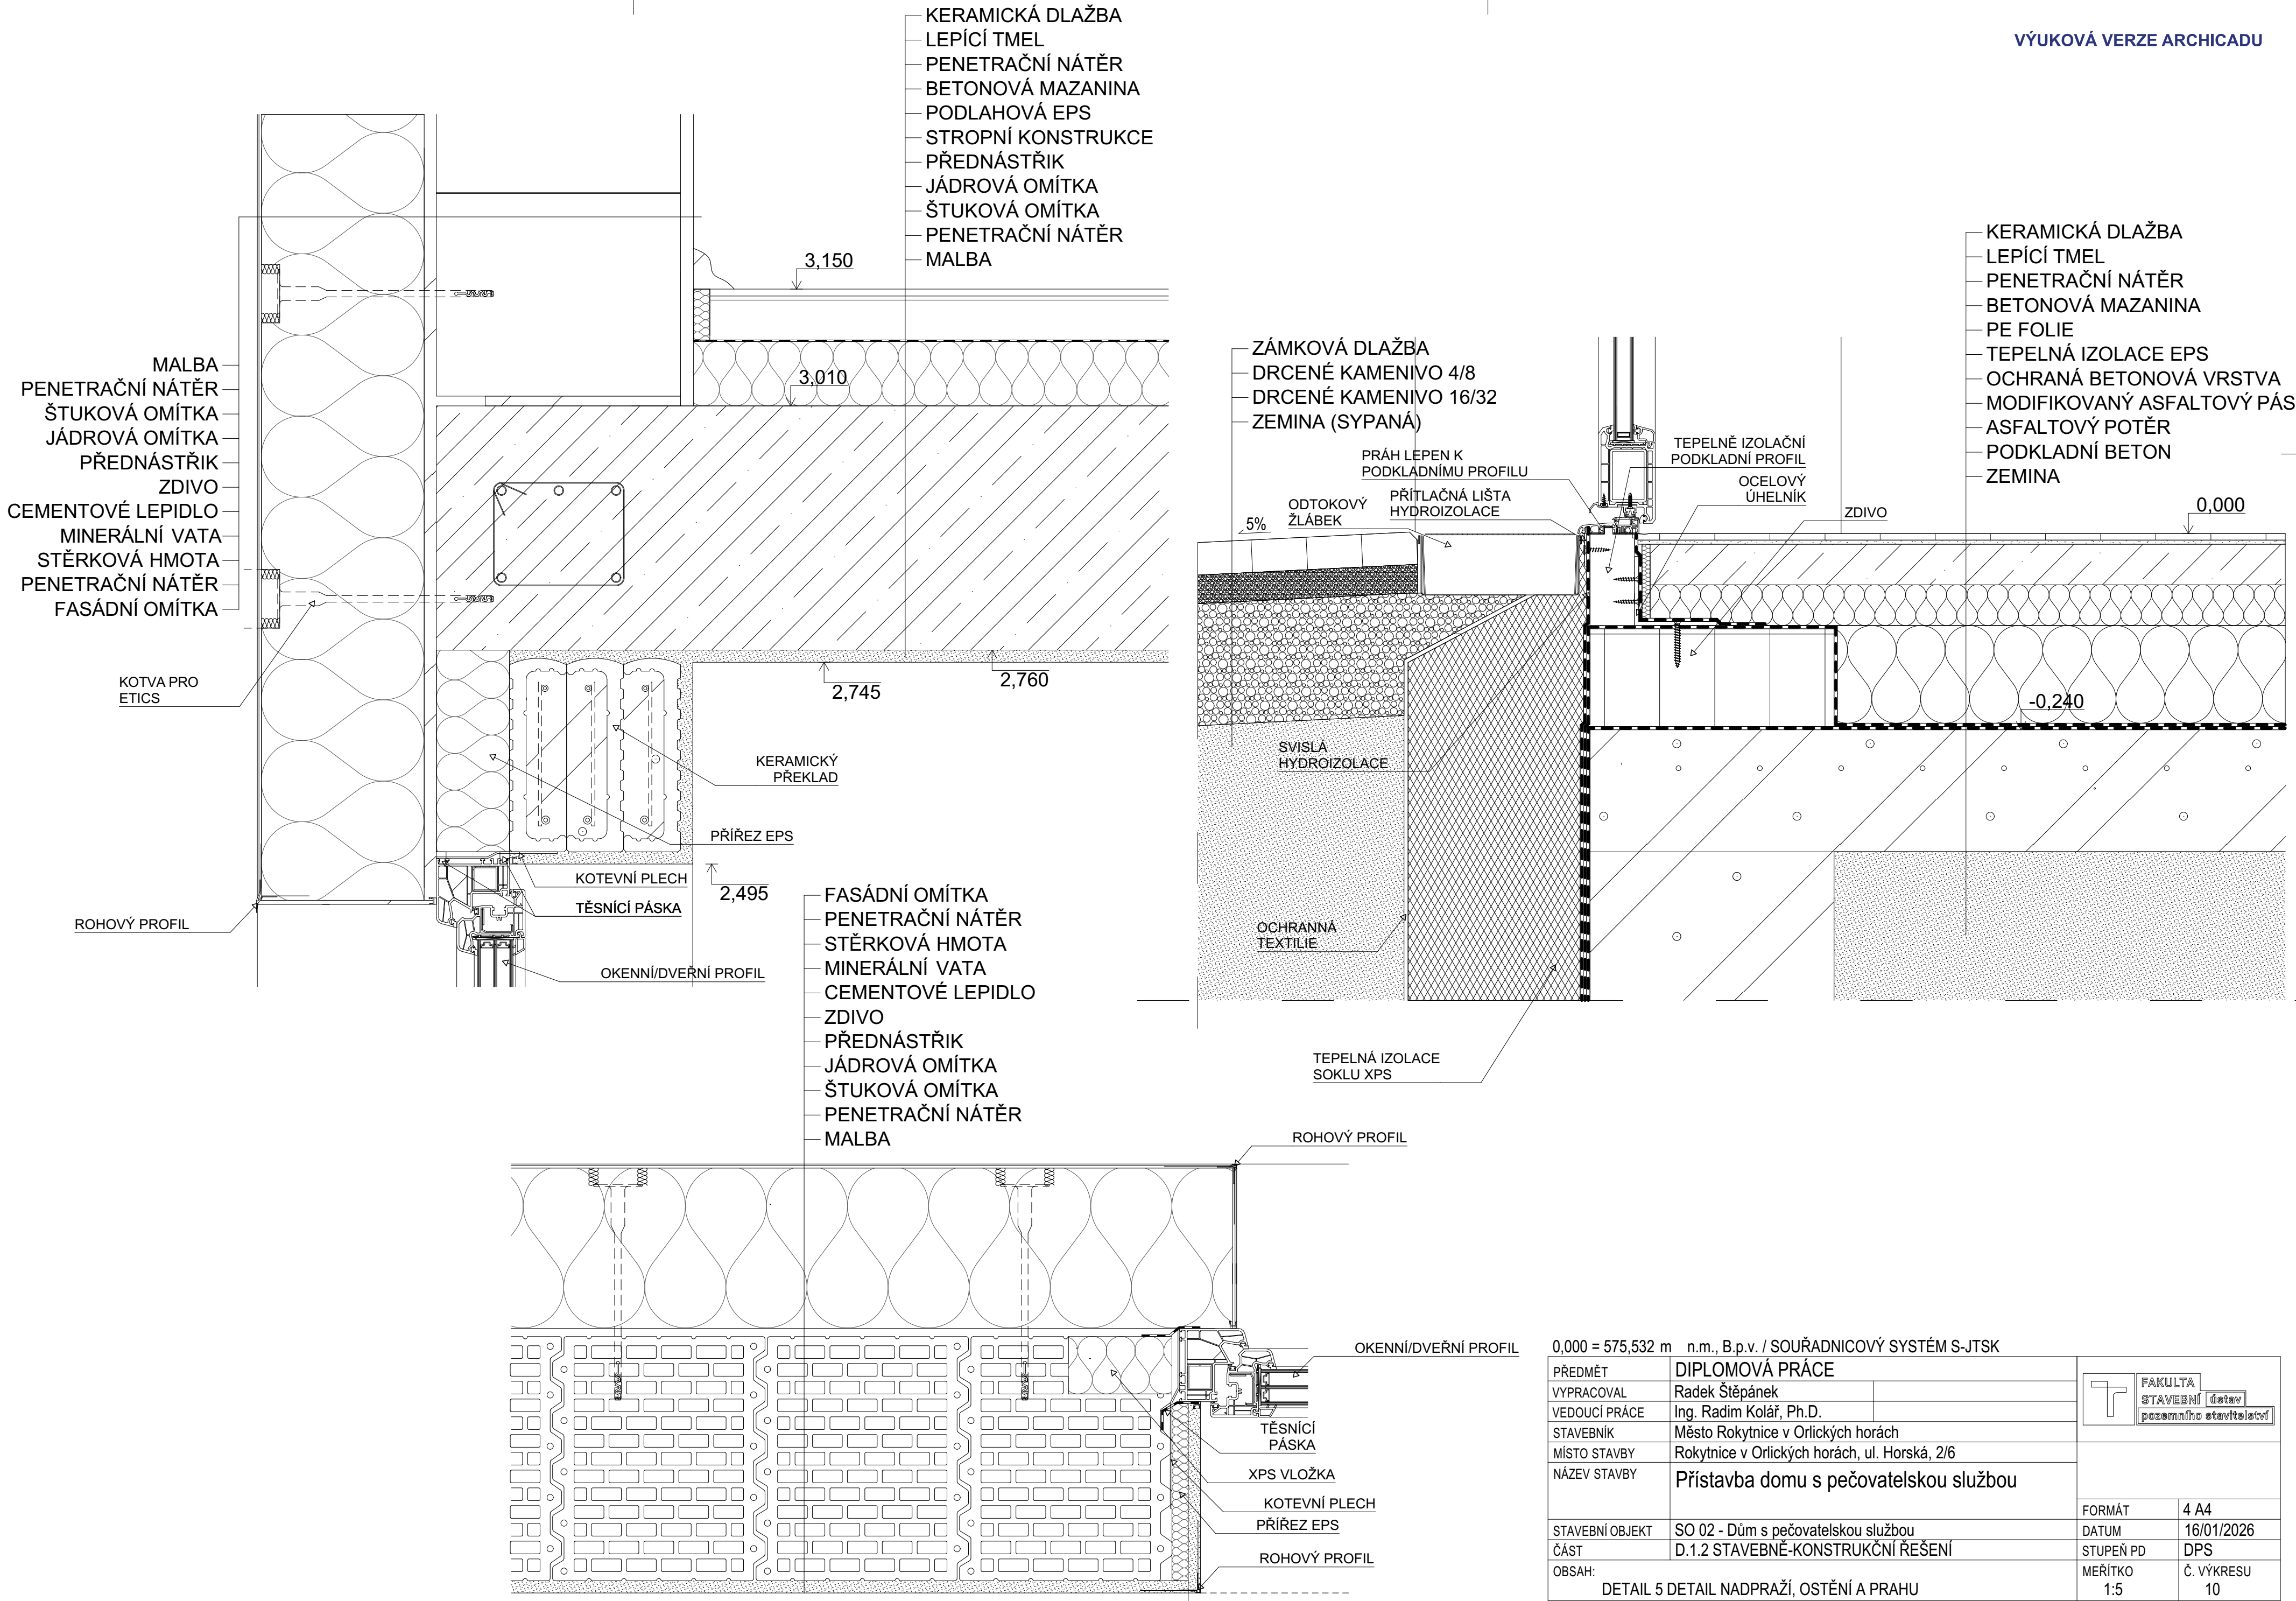 VÝUKOVÁ VERZE ARCHICADU
KERAMICKÁ DLAŽBA
LEPÍCÍ TMEL
PENETRAČNÍ NÁTĚR
BETONOVÁ MAZANINA
PODLAHOVÁ EPS
STROPNÍ KONSTRUKCE
PŘEDNÁSTŘIK
JÁDROVÁ OMÍTKA
ŠTUKOVÁ OMÍTKA
PENETRAČNÍ NÁTĚR
MALBA
3,150
3,010
MALBA
PENETRAČNÍ NÁTĚR
ŠTUKOVÁ OMÍTKA
JÁDROVÁ OMÍTKA
PŘEDNÁSTŘIK
ZDIVO
CEMENTOVÉ LEPIDLO
MINERÁLNÍ VATA
STĚRKOVÁ HMOTA
PENETRAČNÍ NÁTĚR
FASÁDNÍ OMÍTKA
KOTVA PRO
ETICS
2,745
2,760
KERAMICKÝ
PŘEKLAD
PŘÍŘEZ EPS
KOTEVNÍ PLECH
2,495
TĚSNÍCÍ PÁSKA
ROHOVÝ PROFIL
OKENNÍ/DVEŘNÍ PROFIL
KERAMICKÁ DLAŽBA
LEPÍCÍ TMEL
PENETRAČNÍ NÁTĚR
BETONOVÁ MAZANINA
PE FOLIE
TEPELNÁ IZOLACE EPS
OCHRANÁ BETONOVÁ VRSTVA
MODIFIKOVANÝ ASFALTOVÝ PÁS
ASFALTOVÝ POTĚR
PODKLADNÍ BETON
ZEMINA
ZÁMKOVÁ DLAŽBA
DRCENÉ KAMENIVO 4/8
DRCENÉ KAMENIVO 16/32
ZEMINA (SYPANÁ)
PRÁH LEPEN K
PODKLADNÍMU PROFILU
TEPELNĚ IZOLAČNÍ
PODKLADNÍ PROFIL
OCELOVÝ
ÚHELNÍK
PŘÍTLAČNÁ LIŠTA
HYDROIZOLACE
ODTOKOVÝ
ŽLÁBEK
5%
ZDIVO
0,000
-0,240
SVISLÁ
HYDROIZOLACE
OCHRANNÁ
TEXTILIE
TEPELNÁ IZOLACE
SOKLU XPS
FASÁDNÍ OMÍTKA
PENETRAČNÍ NÁTĚR
STĚRKOVÁ HMOTA
MINERÁLNÍ VATA
CEMENTOVÉ LEPIDLO
ZDIVO
PŘEDNÁSTŘIK
JÁDROVÁ OMÍTKA
ŠTUKOVÁ OMÍTKA
PENETRAČNÍ NÁTĚR
MALBA
ROHOVÝ PROFIL
OKENNÍ/DVEŘNÍ PROFIL
TĚSNÍCÍ
PÁSKA
XPS VLOŽKA
KOTEVNÍ PLECH
PŘÍŘEZ EPS
ROHOVÝ PROFIL
0,000 = 575,532 m n.m., B.p.v. / SOUŘADNICOVÝ SYSTÉM S-JTSK
PŘEDMĚT DIPLOMOVÁ PRÁCE
VYPRACOVAL Radek Štěpánek
VEDOUCÍ PRÁCE Ing. Radim Kolář, Ph.D.
STAVEBNÍK Město Rokytnice v Orlických horách
MÍSTO STAVBY Rokytnice v Orlických horách, ul. Horská, 2/6
NÁZEV STAVBY Přístavba domu s pečovatelskou službou
FAKULTA
STAVEBNÍ ústav
pozemního stavitelství
FORMÁT 4 A4
STAVEBNÍ OBJEKT SO 02 - Dům s pečovatelskou službou
DATUM 16/01/2026
ČÁST D.1.2 STAVEBNĚ-KONSTRUKČNÍ ŘEŠENÍ
STUPEŇ PD DPS
OBSAH:
DETAIL 5 DETAIL NADPRAŽÍ, OSTĚNÍ A PRAHU
MEŘÍTKO
1:5
Č. VÝKRESU
10